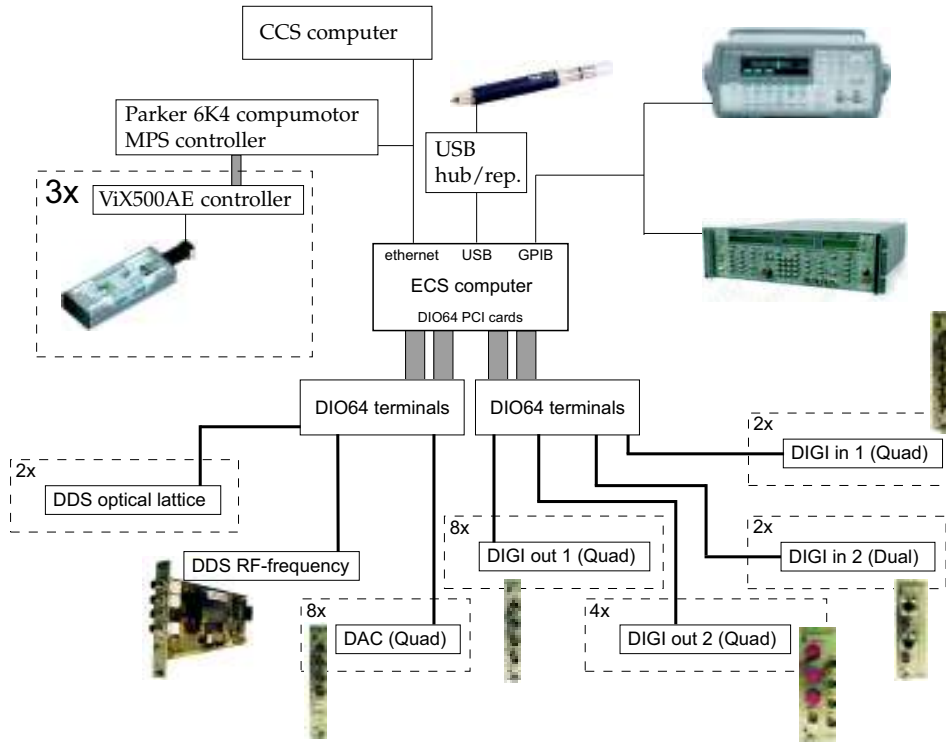 CCS computer
Parker 6K4 compumotor
MPS controller
USB
hub/rep.
3x
ViX500AE controller
ethernet USB GPIB
ECS computer
DIO64 PCI cards
DIO64 terminals
DIO64 terminals
2x
DIGI in 1 (Quad)
2x
DDS optical lattice
8x
DIGI out 1 (Quad)
2x
DIGI in 2 (Dual)
DDS RF-frequency
8x
DAC (Quad)
4x
DIGI out 2 (Quad)